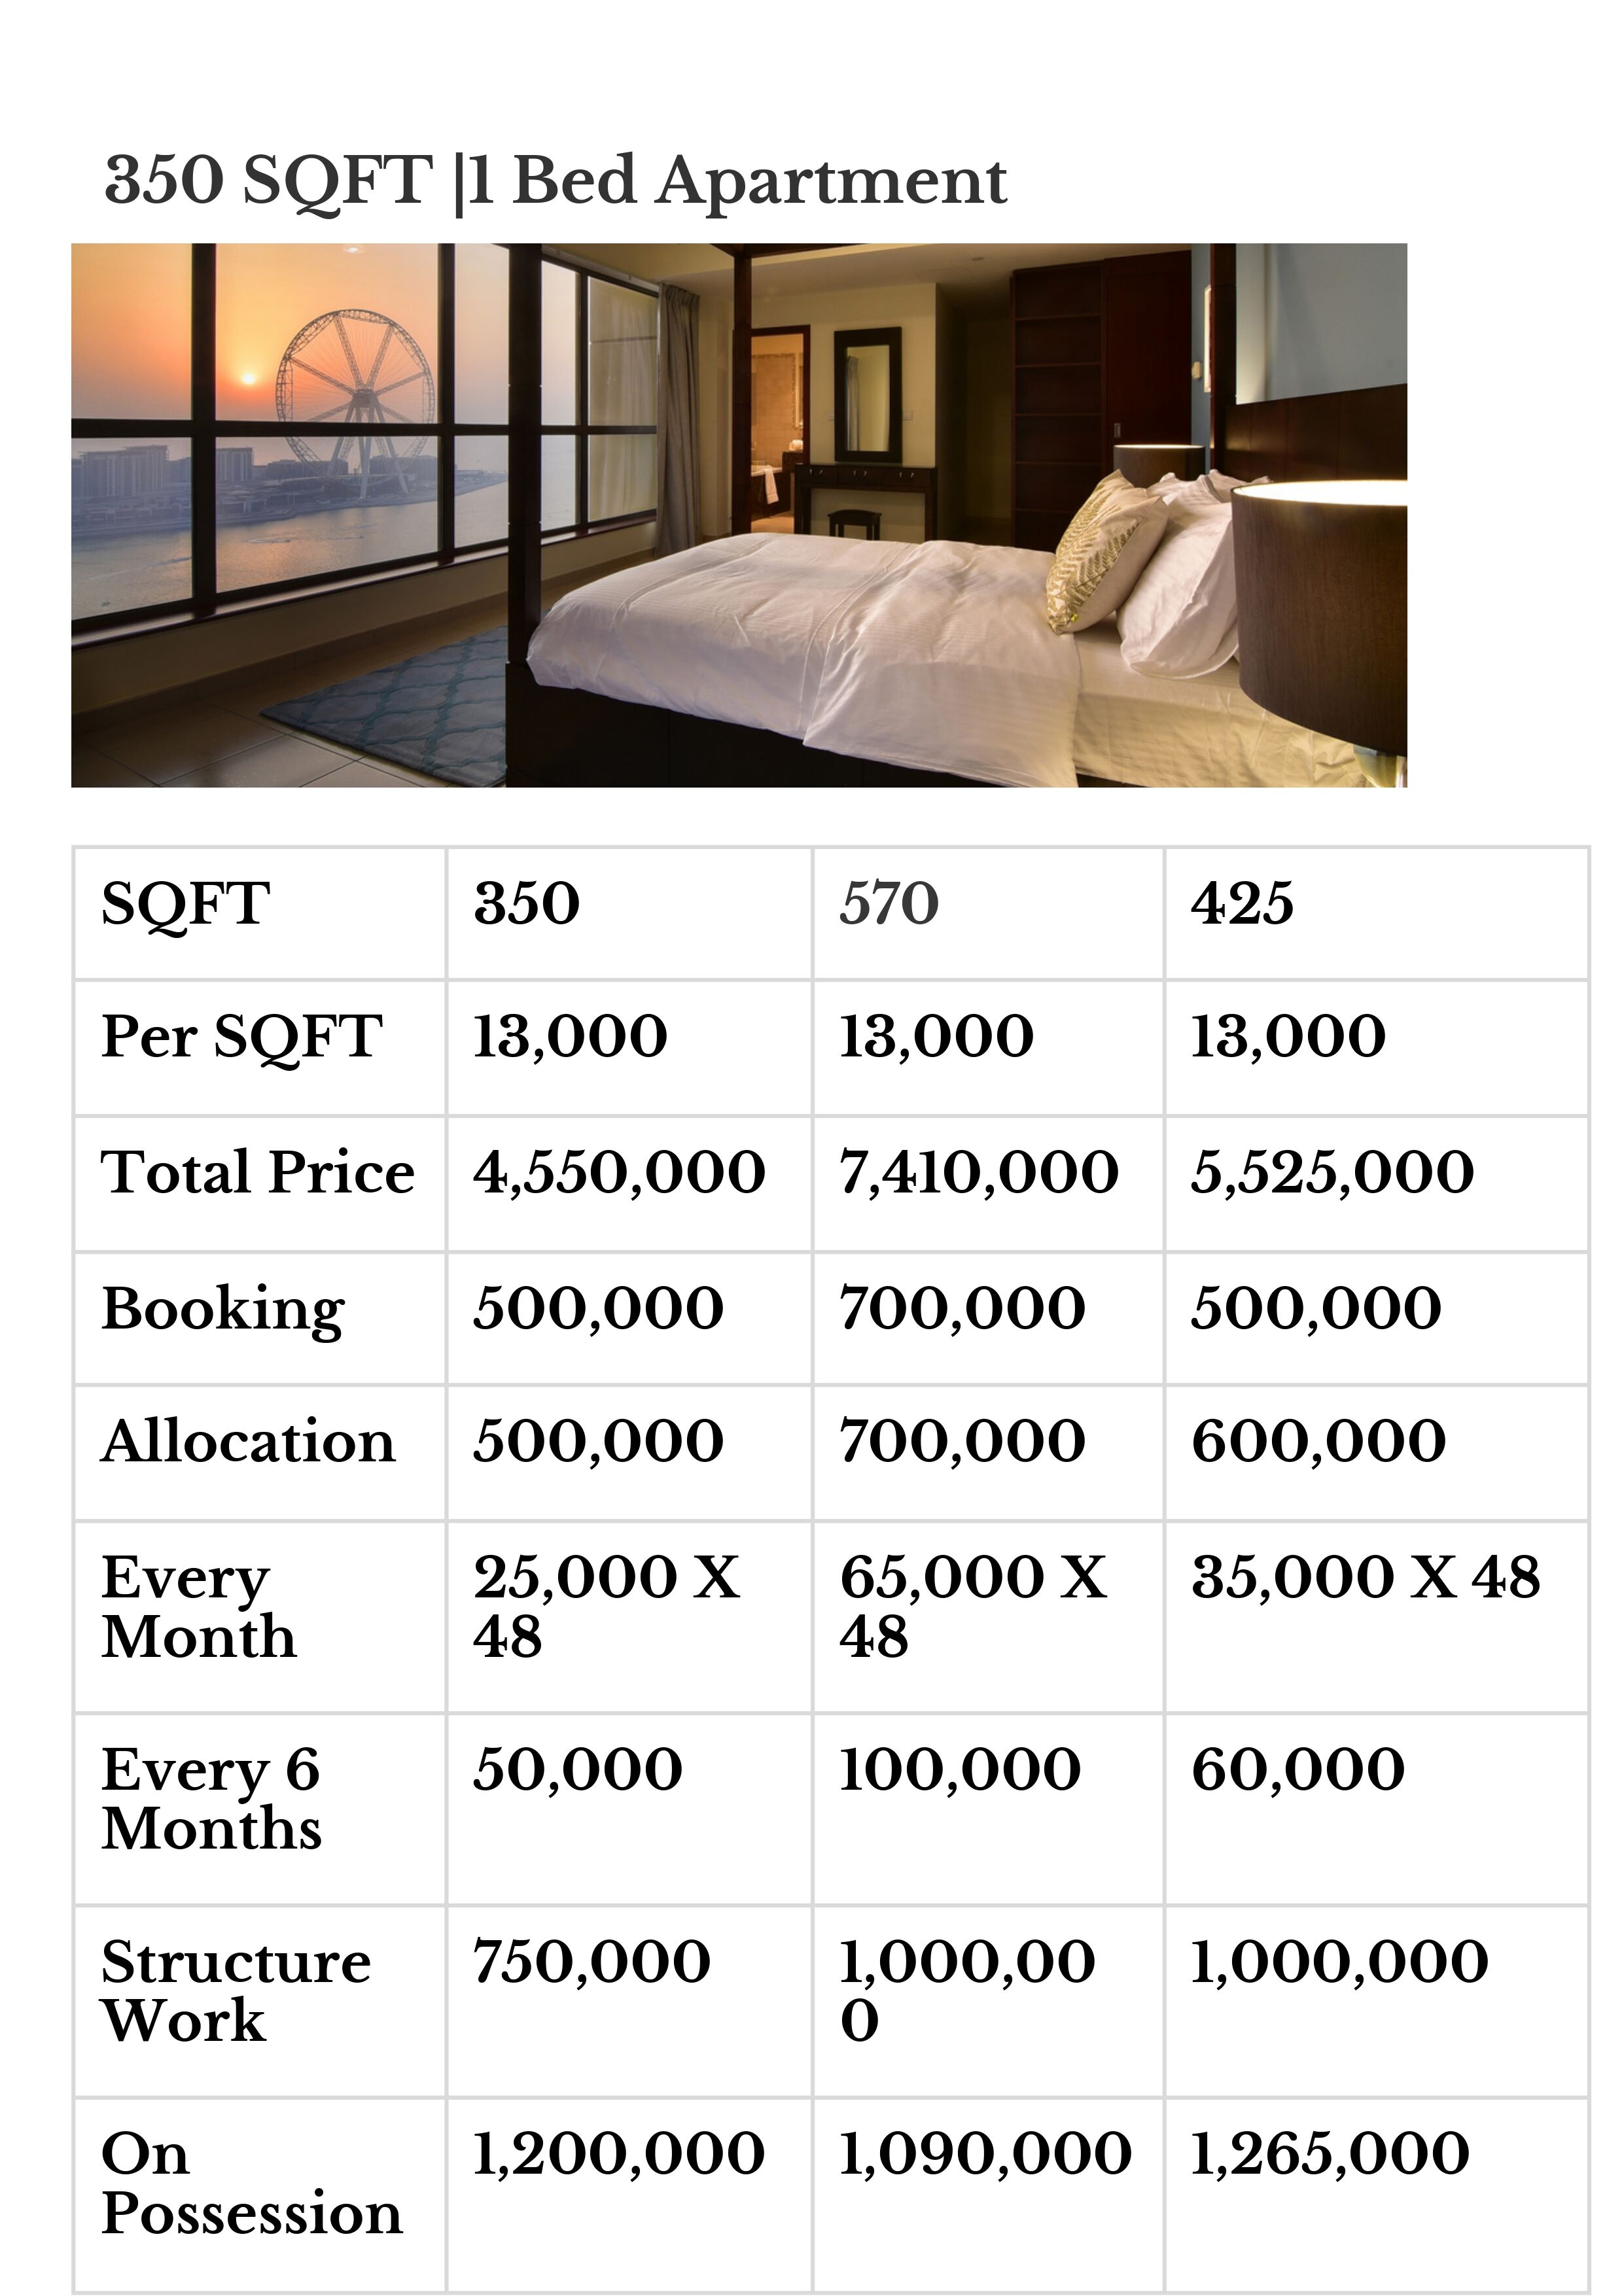 350 SQFT |1 Bed Apartment
SQFT 350 570 425
Per SQFT 13,000 13,000 13,000
Total Price 4,550,000 7,410,000 5,525,000
Booking 500,000 700,000 500,000
Allocation 500,000 700,000 600,000
Every 25,000 X 65,000 X 35,000 X 48
Month 48 48
Every 6 50,000 100,000 60,000
Months
Structure 750,000 1,000,00 1,000,000
Work 0
On 1,200,000 1,090,000 1,265,000
Possession